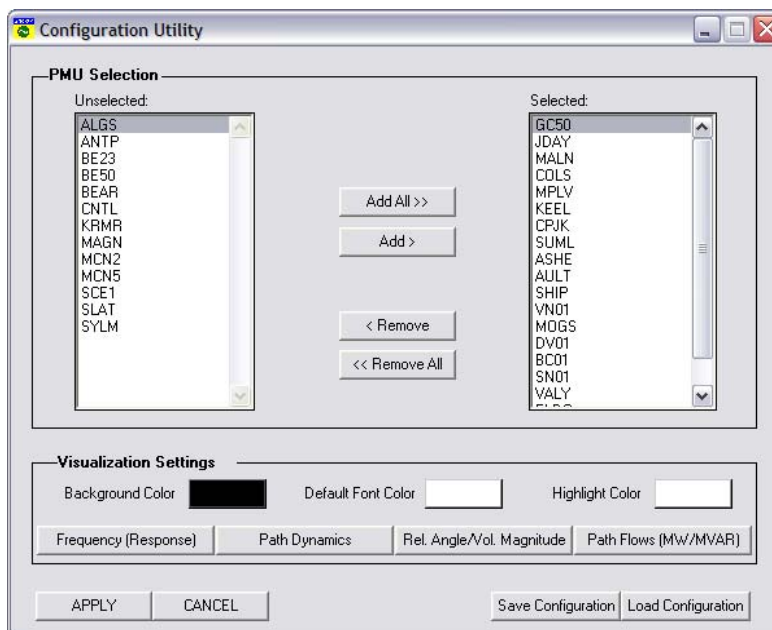 Configuration Utility
PMU Selection
Unselected:
ALGS
ANTP
BE23
BE50
BEAR
CNTL
KRMR
MAGN
MCN2
MCN5
SCE1
SLAT
SYLM
Add All >>
Add >
< Remove
<< Remove All
Selected:
GC50
JDAY
MALN
COLS
MPLV
KEEL
CPJK
SUML
ASHE
AULT
SHIP
VN01
MOGS
DV01
BC01
SN01
VALY
Visualization Settings
Background Color Default Font Color Highlight Color
Frequency (Response) Path Dynamics Rel. Angle/Vol. Magnitude Path Flows (MW/MVAR)
APPLY CANCEL Save Configuration Load Configuration